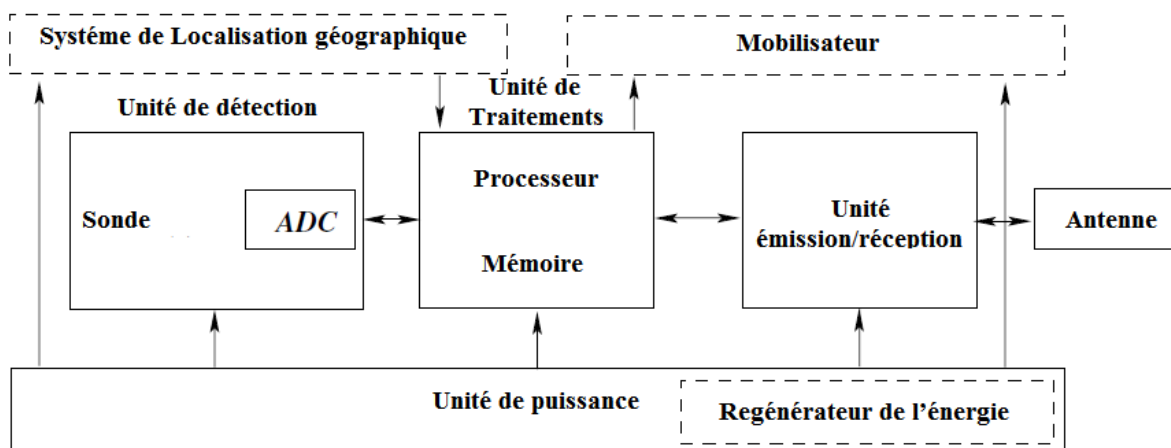 Systéme de Localisation géographique
Mobilisateur
Unité de détection
Unité de
Traitements
Sonde
ADC
Processeur
Mémoire
Unité
émission/réception
Antenne
Unité de puissance
Regénérateur de l'énergie